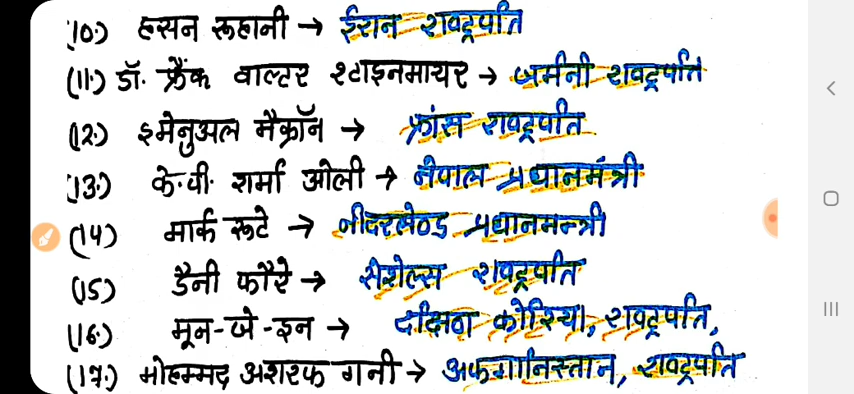 10.) हसन रूहानी → ईरान राष्ट्रपति
(11.) डॉ. फ्रैंक वाल्टर श्टाइनमायर → जर्मनी राष्ट्रपति
(12.) इमेनुअल मैक्रॉन → फ्रांस राष्ट्रपति
13.) के.वी. शर्मा ओली → नेपाल प्रधानमंत्री
(14) मार्क रूटे → नीदरलैण्ड प्रधानमन्त्री
(15) डैनी फौरे → सेशेल्स राष्ट्रपति
(16.) मून-जे-इन → दक्षिण कोरिया, राष्ट्रपति,
(17.) मोहम्मद अशरफ गनी → अफगानिस्तान, राष्ट्रपति